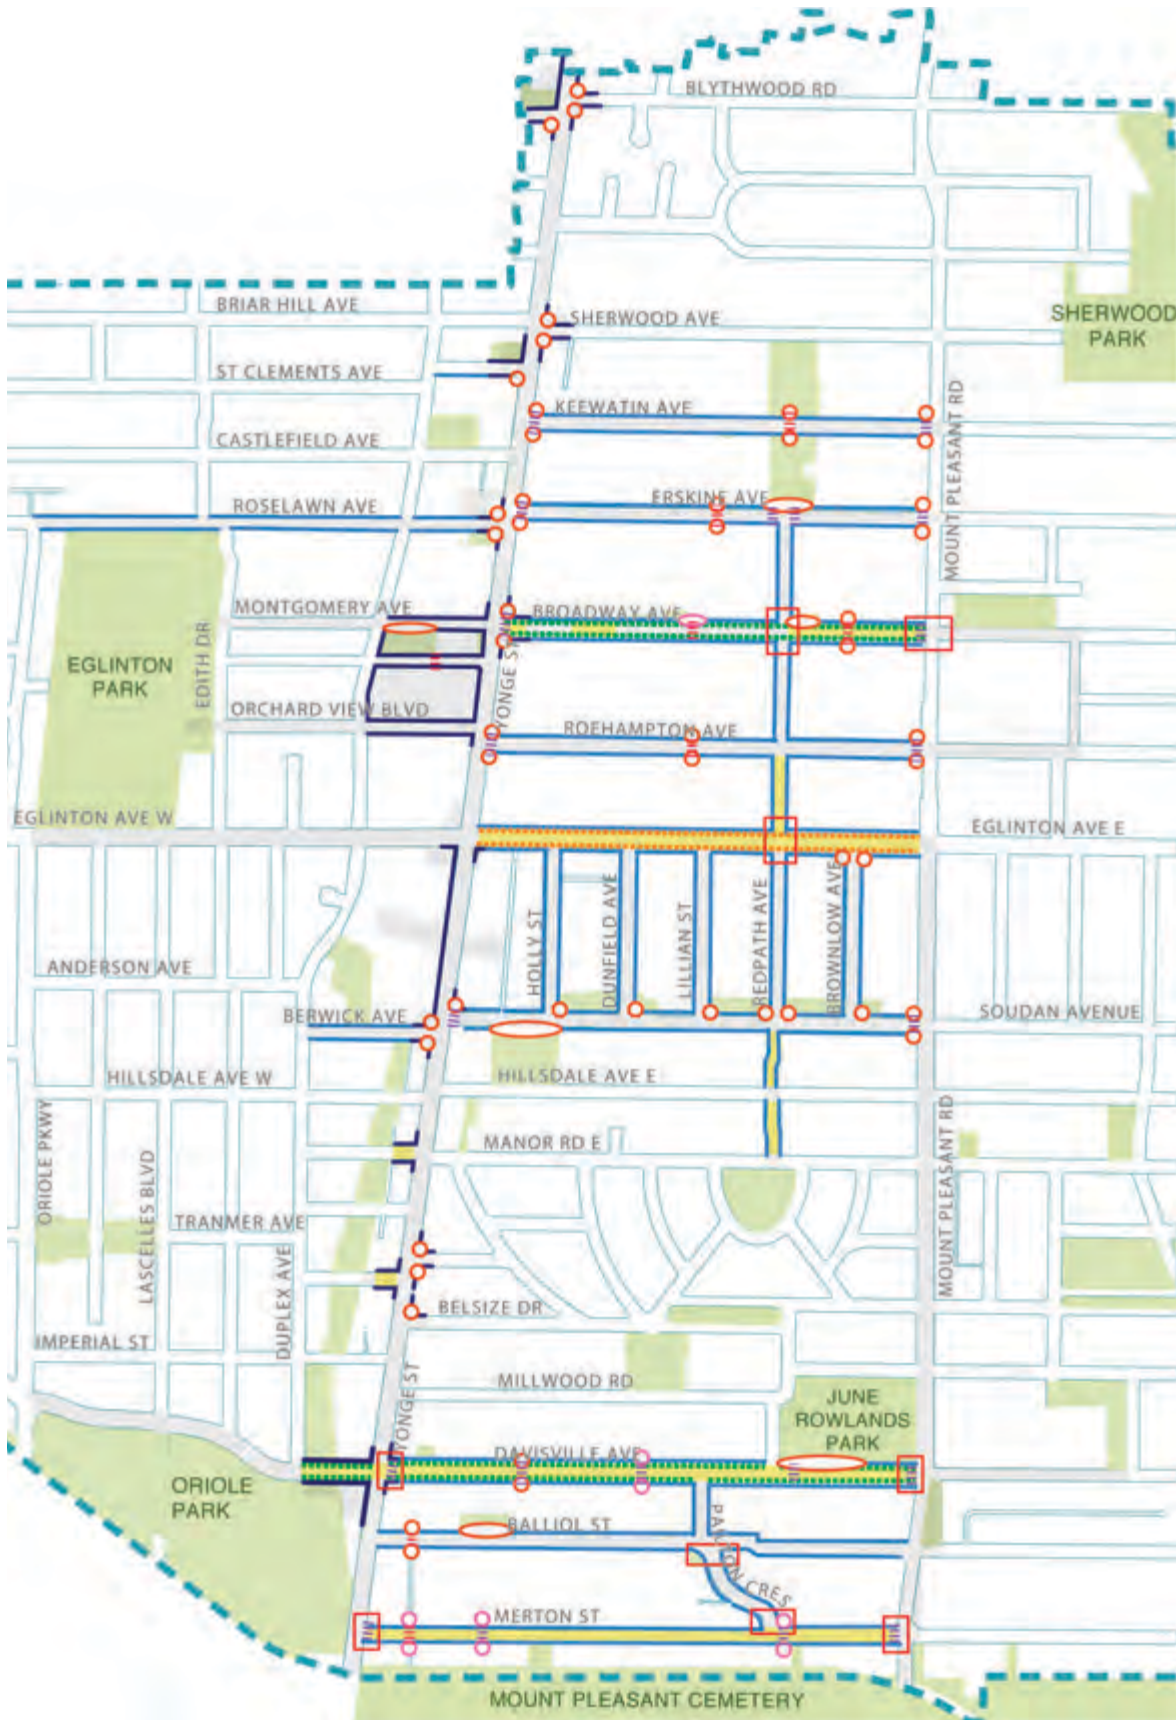 BLYTHWOOD RD
BRIAR HILL AVE
SHERWOOD AVE
SHERWOOD
PARK
ST CLEMENTS AVE
KEEWATIN AVE
MOUNT PLEASANT RD
CASTLEFIELD AVE
ERSKINE AVE
ROSELAWN AVE
MONTGOMERY AVE
BROADWAY AVE
EGLINTON
PARK
EDITH DR
YONGE ST
ORCHARD VIEW BLVD
ROEHAMPTON AVE
EGLINTON AVE W
EGLINTON AVE E
HOLLY ST
DUNFIELD AVE
LILLIAN ST
REDPATH AVE
BROWNLOW AVE
ANDERSON AVE
BERWICK AVE
SOUDAN AVENUE
HILLSDALE AVE W
HILLSDALE AVE E
MANOR RD E
ORIOLE PKWY
LASCELLES BLVD
MOUNT PLEASANT RD
TRANMER AVE
DUPLEX AVE
BELSIZE DR
IMPERIAL ST
YONGE ST
MILLWOOD RD
JUNE
ROWLANDS
PARK
DAVISVILLE AVE
ORIOLE
PARK
BALLIOL ST
CRES
MERTON ST
MOUNT PLEASANT CEMETERY